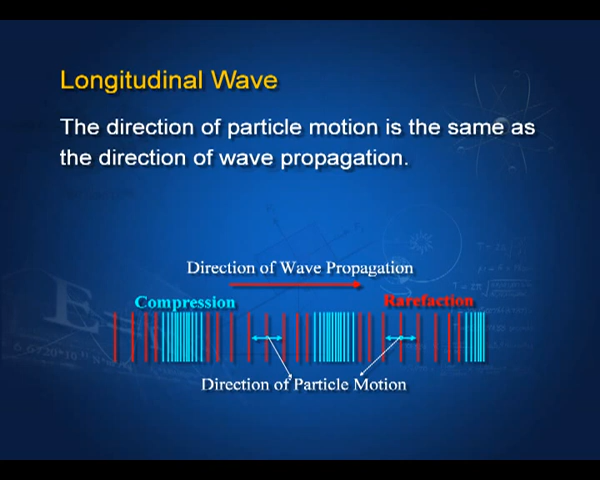 Longitudinal Wave
The direction of particle motion is the same as
the direction of wave propagation.
Direction of Wave Propagation
Compression
Rarefaction
Direction of Particle Motion